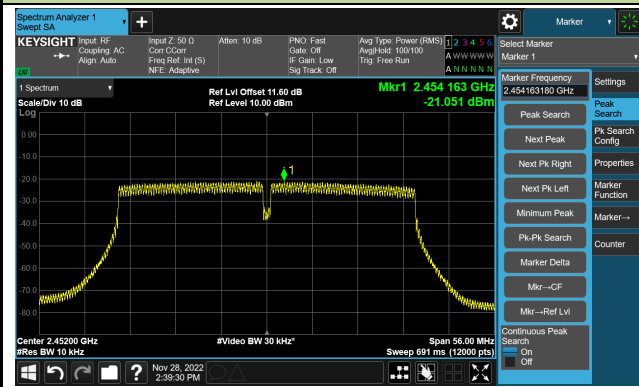 Spectrum Analyzer 1
Swept SA
Marker
KEYSIGHT
Input: RF
Coupling: AC
Align: Auto
Input Z: 50 Ω
Corr CCorr
Freq Ref: Int (S)
NFE: Adaptive
Atten: 10 dB
PNO: Fast
Gate: Off
IF Gain: Low
Sig Track: Off
Avg Type: Power (RMS)
Avg|Hold: 100/100
Trig: Free Run
1 2 3 4 5 6
A W W W W W
A N N N N N
LXI
Select Marker
Marker 1
1 Spectrum
Scale/Div 10 dB
Log
Ref Lvl Offset 11.60 dB
Ref Level 10.00 dBm
Mkr1 2.454 163 GHz
-21.051 dBm
0.00
-10.0
-20.0
-30.0
-40.0
-50.0
-60.0
-70.0
-80.0
1
Center 2.45200 GHz
#Res BW 10 kHz
#Video BW 30 kHz*
Span 56.00 MHz
Sweep 691 ms (12000 pts)
Marker Frequency
2.454163180 GHz
Peak Search
Next Peak
Next Pk Right
Next Pk Left
Minimum Peak
Pk-Pk Search
Marker Delta
Mkr→CF
Mkr→Ref Lvl
Continuous Peak
Search
On
Off
Settings
Peak
Search
Pk Search
Config
Properties
Marker
Function
Marker→
Counter
Nov 28, 2022
2:39:30 PM